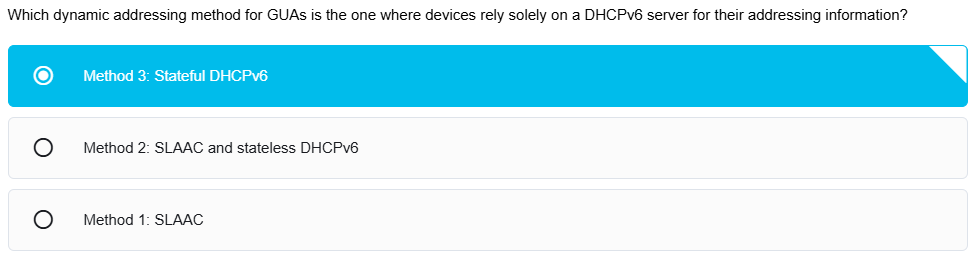 Which dynamic addressing method for GUAs is the one where devices rely solely on a DHCPv6 server for their addressing information?
Method 3: Stateful DHCPv6
Method 2: SLAAC and stateless DHCPv6
Method 1: SLAAC